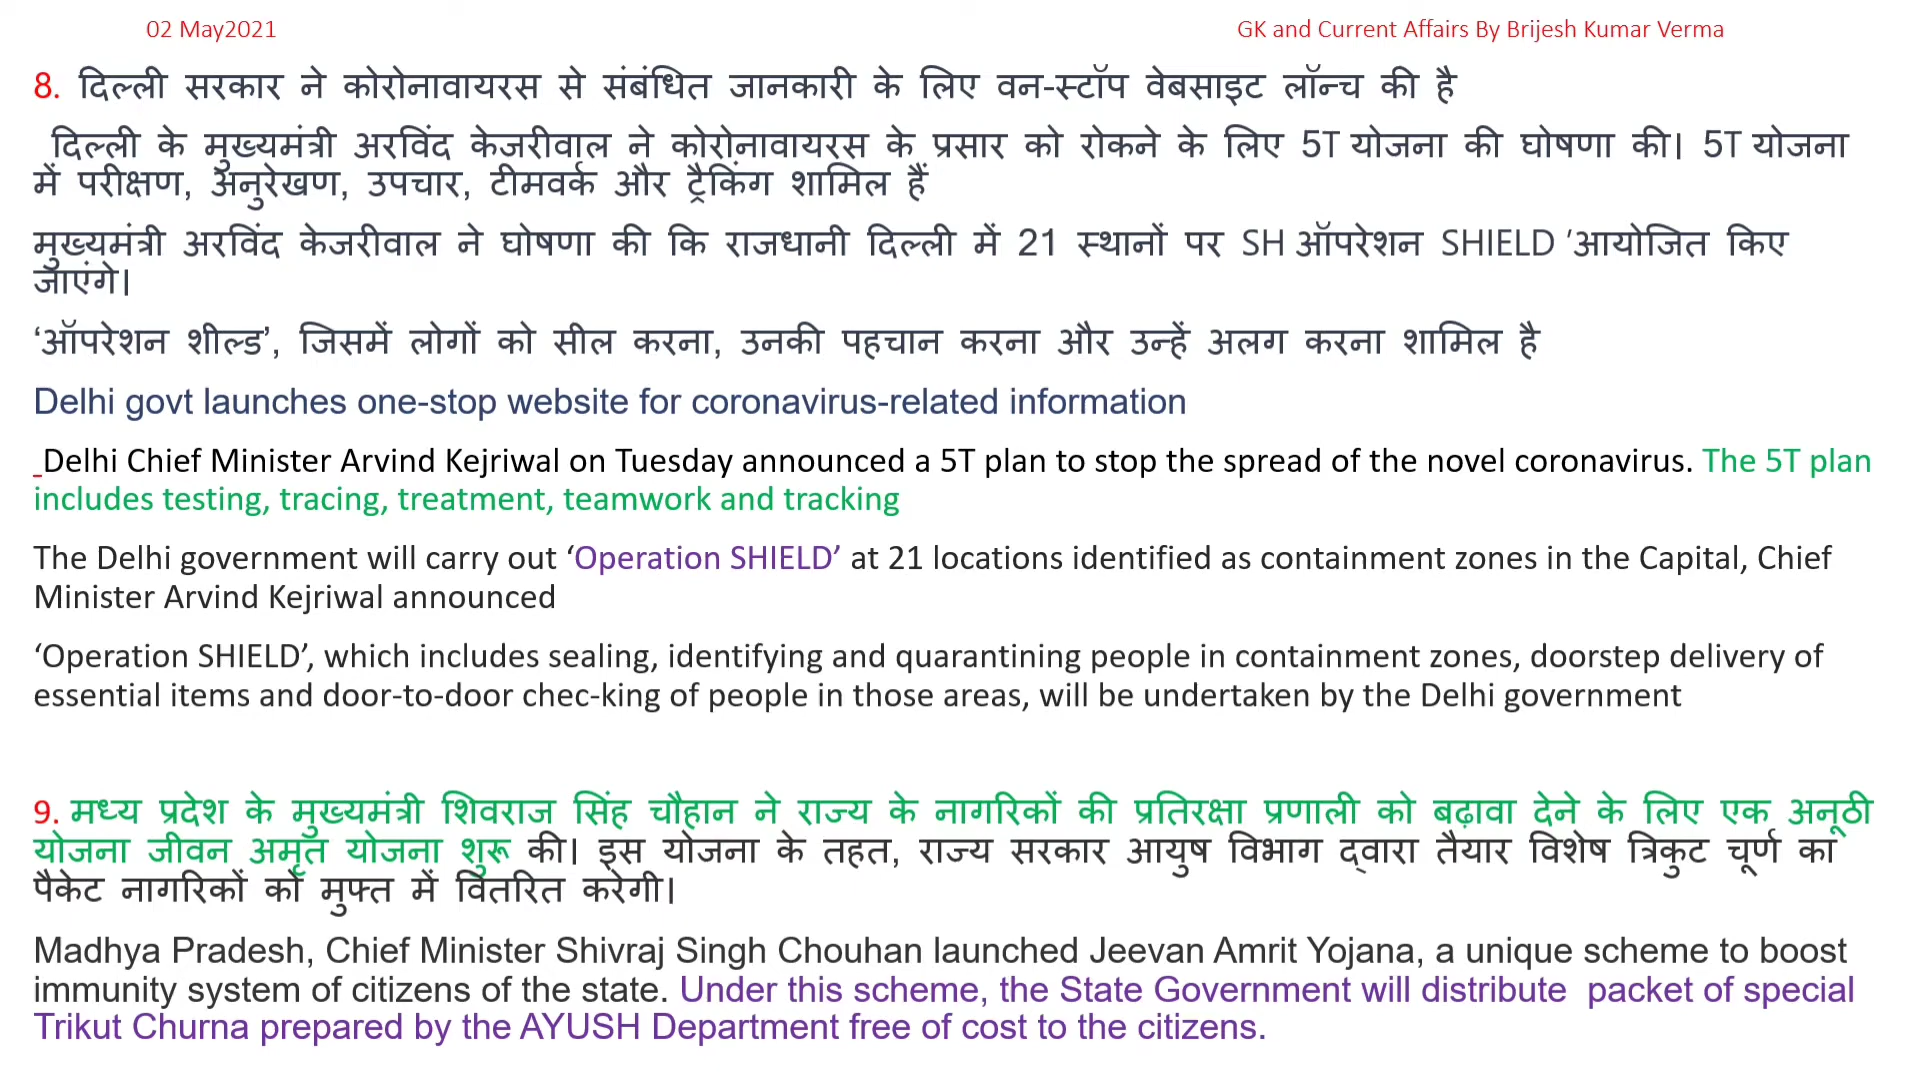 02 May2021
GK and Current Affairs By Brijesh Kumar Verma
8. दिल्ली सरकार ने कोरोनावायरस से संबंधित जानकारी के लिए वन-स्टॉप वेबसाइट लॉन्च की है
दिल्ली के मुख्यमंत्री अरविंद केजरीवाल ने कोरोनावायरस के प्रसार को रोकने के लिए 5T योजना की घोषणा की। 5T योजना
में परीक्षण, अनुरेखण, उपचार, टीमवर्क और ट्रैकिंग शामिल हैं
मुख्यमंत्री अरविंद केजरीवाल ने घोषणा की कि राजधानी दिल्ली में 21 स्थानों पर SH ऑपरेशन SHIELD ’आयोजित किए
जाएंगे।
‘ऑपरेशन शील्ड’, जिसमें लोगों को सील करना, उनकी पहचान करना और उन्हें अलग करना शामिल है
Delhi govt launches one-stop website for coronavirus-related information
Delhi Chief Minister Arvind Kejriwal on Tuesday announced a 5T plan to stop the spread of the novel coronavirus. The 5T plan
includes testing, tracing, treatment, teamwork and tracking
The Delhi government will carry out ‘Operation SHIELD’ at 21 locations identified as containment zones in the Capital, Chief
Minister Arvind Kejriwal announced
‘Operation SHIELD’, which includes sealing, identifying and quarantining people in containment zones, doorstep delivery of
essential items and door-to-door chec-king of people in those areas, will be undertaken by the Delhi government
9. मध्य प्रदेश के मुख्यमंत्री शिवराज सिंह चौहान ने राज्य के नागरिकों की प्रतिरक्षा प्रणाली को बढ़ावा देने के लिए एक अनूठी
योजना जीवन अमृत योजना शुरू की। इस योजना के तहत, राज्य सरकार आयुष विभाग द्वारा तैयार विशेष त्रिकुट चूर्ण का
पैकेट नागरिकों को मुफ्त में वितरित करेगी।
Madhya Pradesh, Chief Minister Shivraj Singh Chouhan launched Jeevan Amrit Yojana, a unique scheme to boost
immunity system of citizens of the state. Under this scheme, the State Government will distribute  packet of special
Trikut Churna prepared by the AYUSH Department free of cost to the citizens.